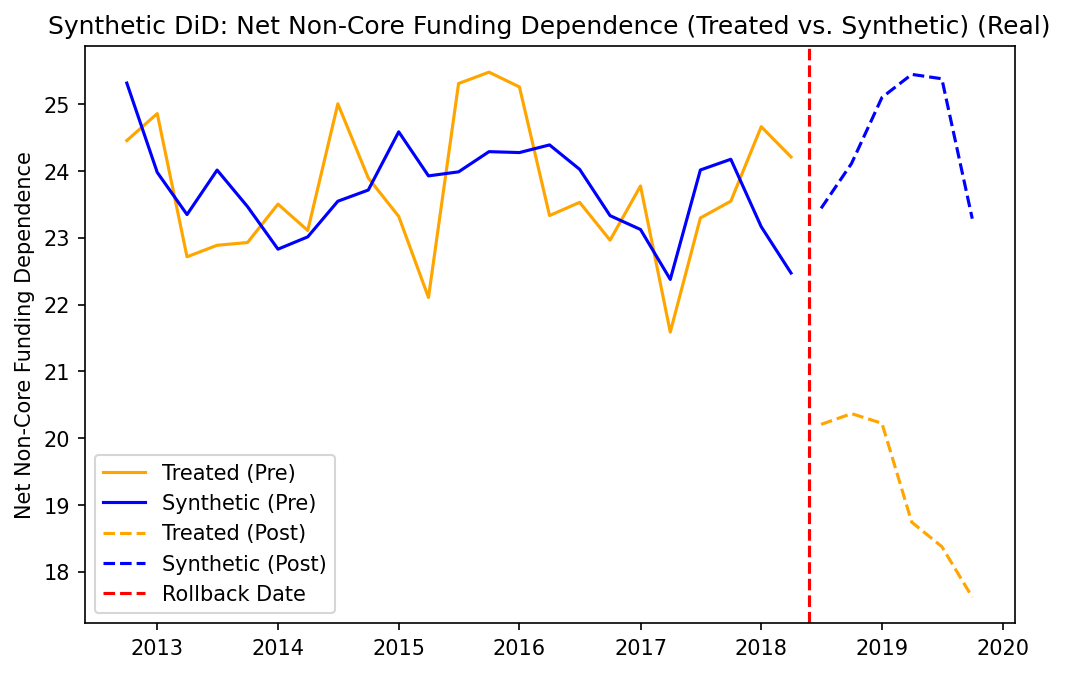 Synthetic DiD: Net Non-Core Funding Dependence (Treated vs. Synthetic) (Real)
Net Non-Core Funding Dependence
25
24
23
22
21
20
19
18
Treated (Pre)
Synthetic (Pre)
Treated (Post)
Synthetic (Post)
Rollback Date
2013
2014
2015
2016
2017
2018
2019
2020